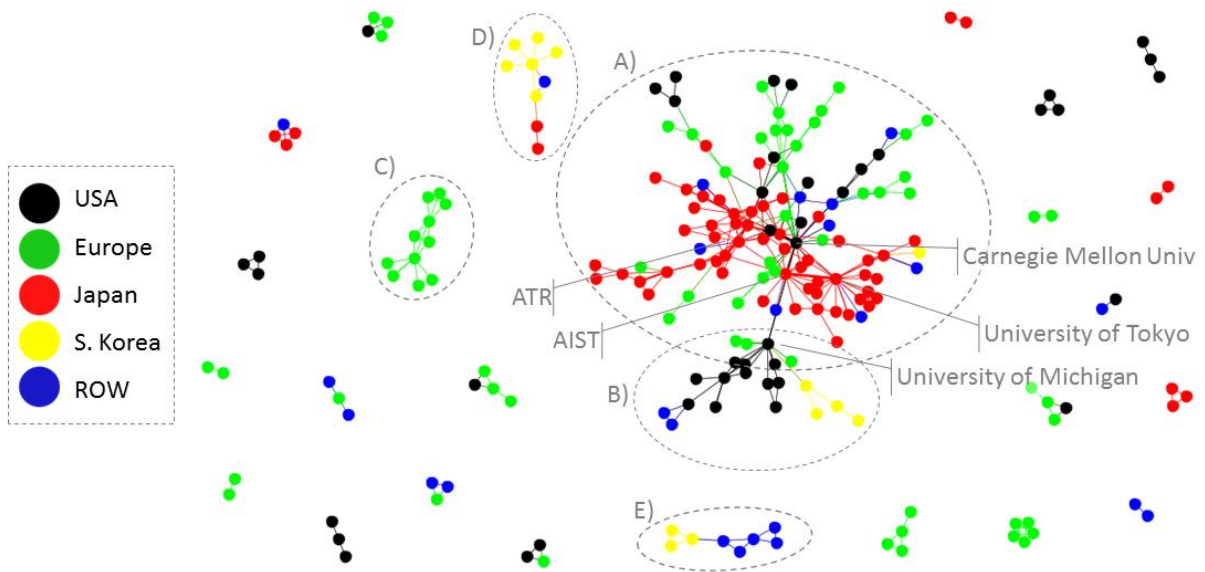 D)
A)
C)
USA
Europe
Japan
S. Korea
ROW
Carnegie Mellon Univ
ATR
AIST
University of Tokyo
University of Michigan
B)
E)